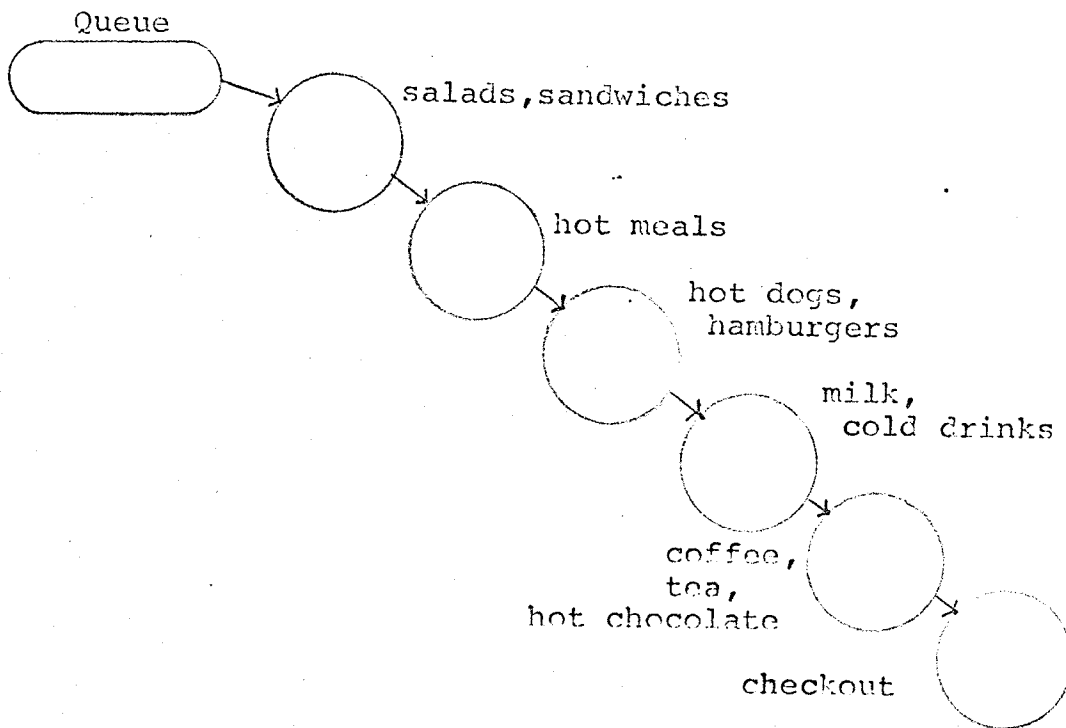 Queue
salads,sandwiches
hot meals
hot dogs,
hamburgers
milk,
cold drinks
coffee,
tea,
hot chocolate
checkout